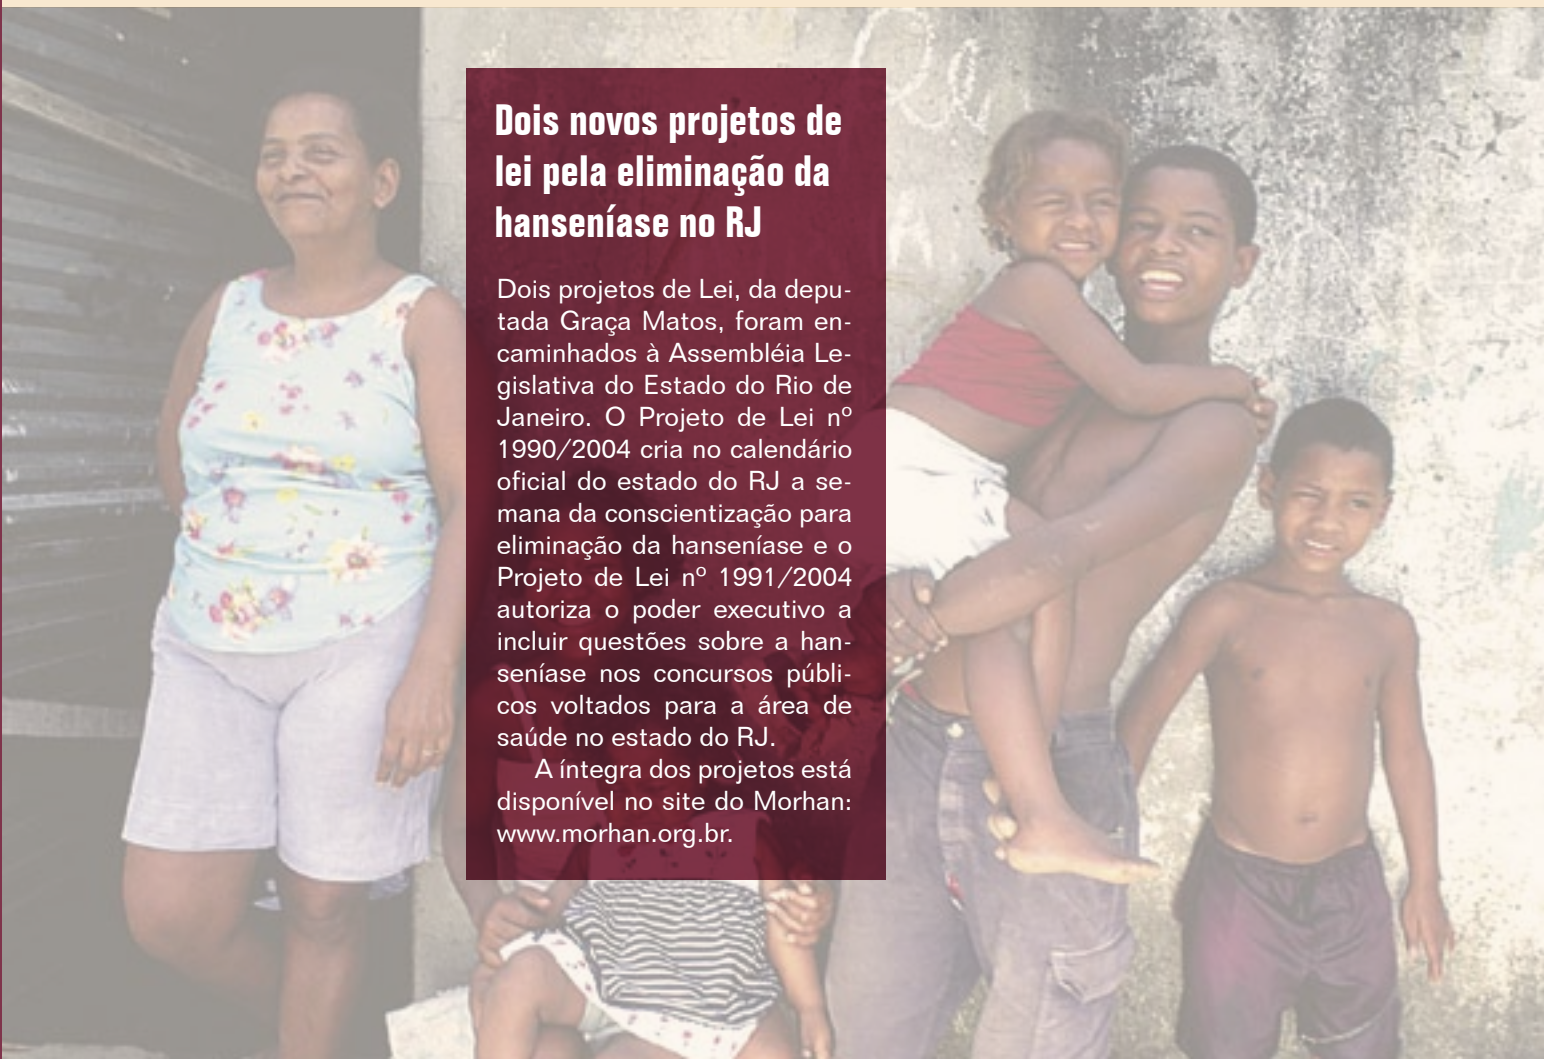 Dois novos projetos de
lei pela eliminação da
hanseníase no RJ
Dois projetos de Lei, da depu-
tada Graça Matos, foram en-
caminhados à Assembléia Le-
gislativa do Estado do Rio de
Janeiro. O Projeto de Lei nº
1990/2004 cria no calendário
oficial do estado do RJ a se-
mana da conscientização para
eliminação da hanseníase e o
Projeto de Lei nº 1991/2004
autoriza o poder executivo a
incluir questões sobre a han-
seníase nos concursos públi-
cos voltados para a área de
saúde no estado do RJ.
A íntegra dos projetos está
disponível no site do Morhan:
www.morhan.org.br.